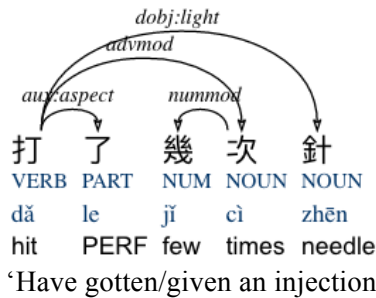 dobj:light
advmod
aux:aspect nummod
打 了 幾 次 針
VERB PART NUM NOUN NOUN
dǎ le jǐ cì zhēn
hit PERF few times needle
‘Have gotten/given an injection